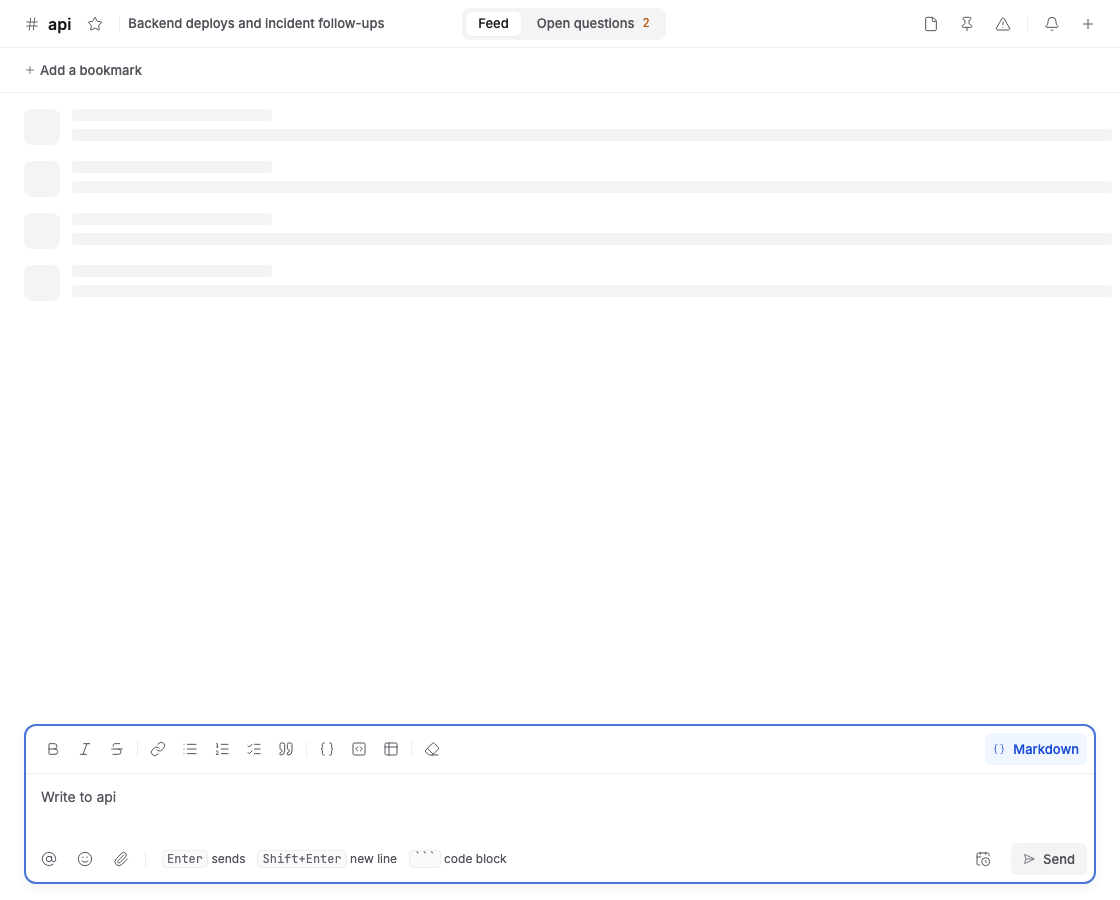 # api
Backend deploys and incident follow-ups
Feed
Open questions 2
+ Add a bookmark
Markdown
Write to api
Enter sends
Shift+Enter new line
``` code block
Send